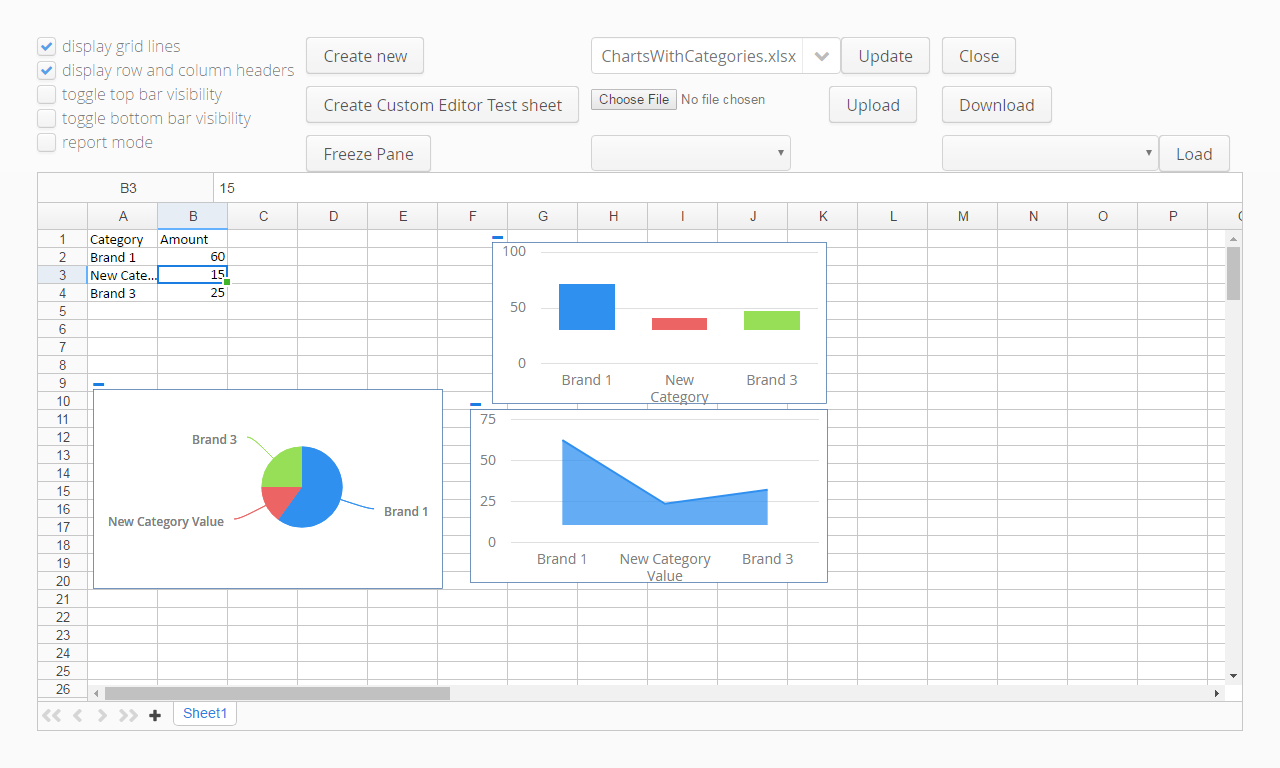 display grid lines
display row and column headers
toggle top bar visibility
toggle bottom bar visibility
report mode
Create new
ChartsWithCategories.xlsx
Update
Close
Create Custom Editor Test sheet
Choose File No file chosen
Upload
Download
Freeze Pane
Load
B3 15
A B C D E F G H I J K L M N O P
1 Category Amount
2 Brand 1 60
3 New Cate... 15
4 Brand 3 25
5
6
7
8
9
10
11
12
13
14
15
16
17
18
19
20
21
22
23
24
25
26
100
50
0
Brand 1 New Category Brand 3
Brand 3
New Category Value
Brand 1
75
50
25
0
Brand 1 New Category Value Brand 3
Sheet1